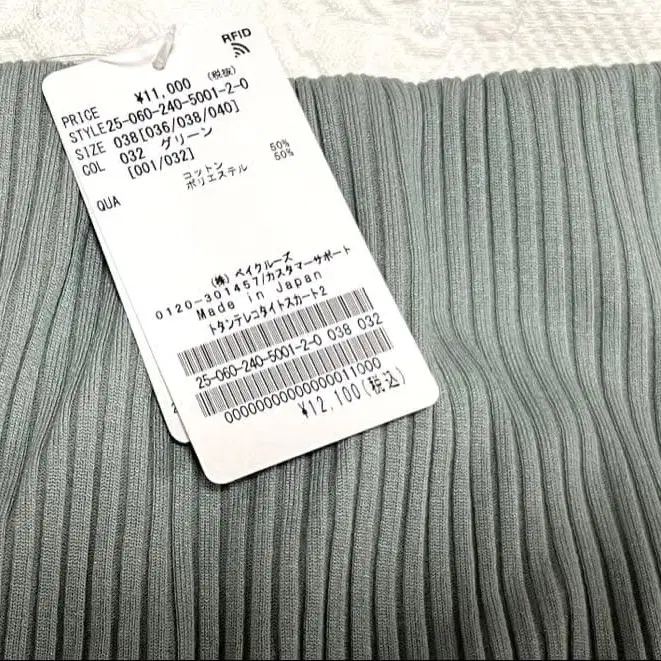 RFID
PRICE ¥11,000 (税抜)
STYLE25-060-240-5001-2-0
SIZE 038[036/038/040]
COL 032 グリーン
[001/032]
QUA コットン 50%
ポリエステル 50%
(株) ベイクルーズ
0120-301457/カスタマーサポート
Made in Japan
トタンテレコタイトスカート2
25-060-240-5001-2-0 038 032
00000000000000011000
¥12,100(税込)